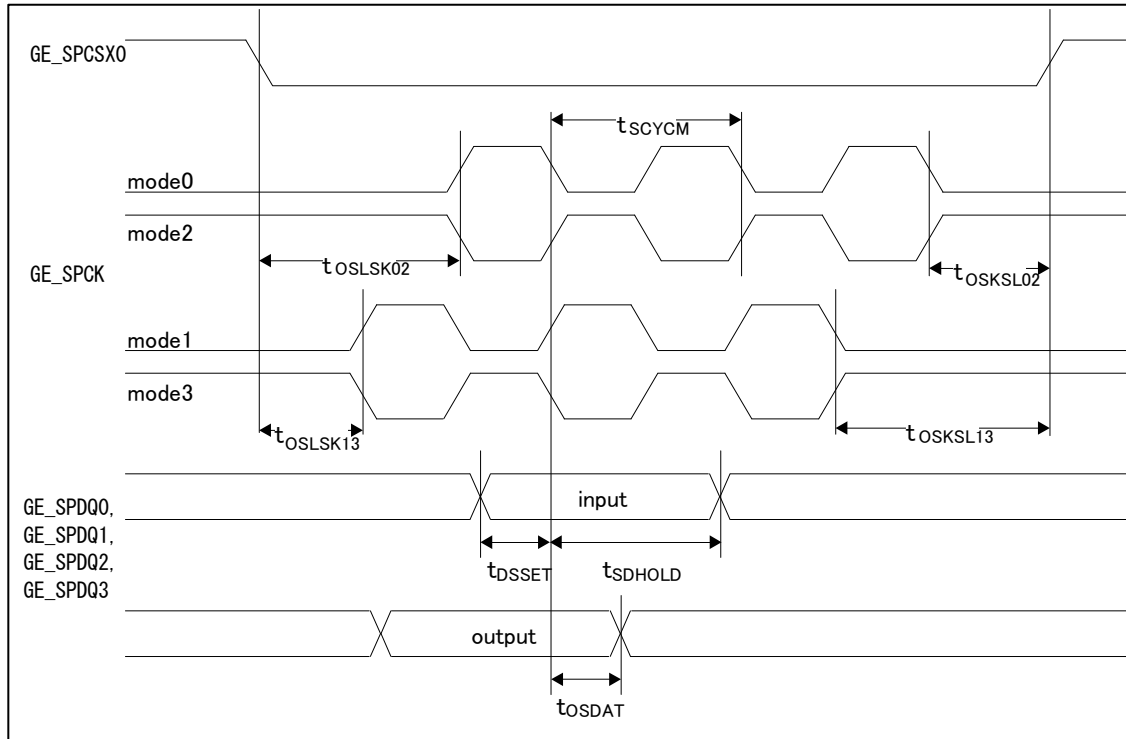 GE_SPCSX0
tSCYCM
mode0
mode2
tOSLSK02
GE_SPCK
tOSKSL02
mode1
mode3
tOSLSK13
tOSKSL13
input
GE_SPDQ0,
GE_SPDQ1,
GE_SPDQ2,
GE_SPDQ3
tDSSET
tSDHOLD
output
tOSDAT